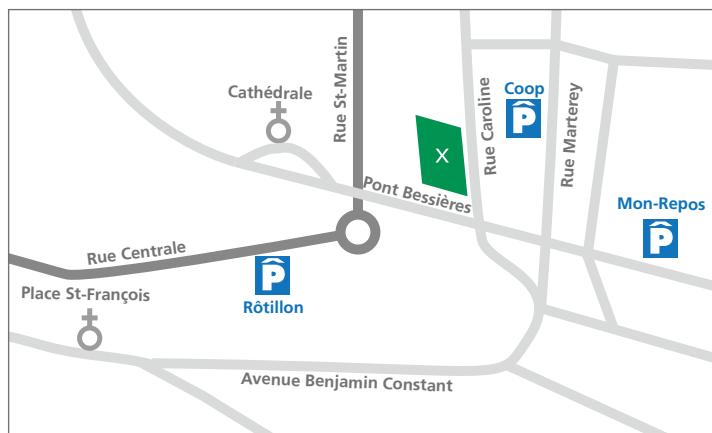 Rue St-Martin
Cathédrale
Coop
P
Rue Caroline
Rue Marterey
X
Pont Bessières
Mon-Repos
P
Rue Centrale
P
Rôtillon
Place St-François
Avenue Benjamin Constant